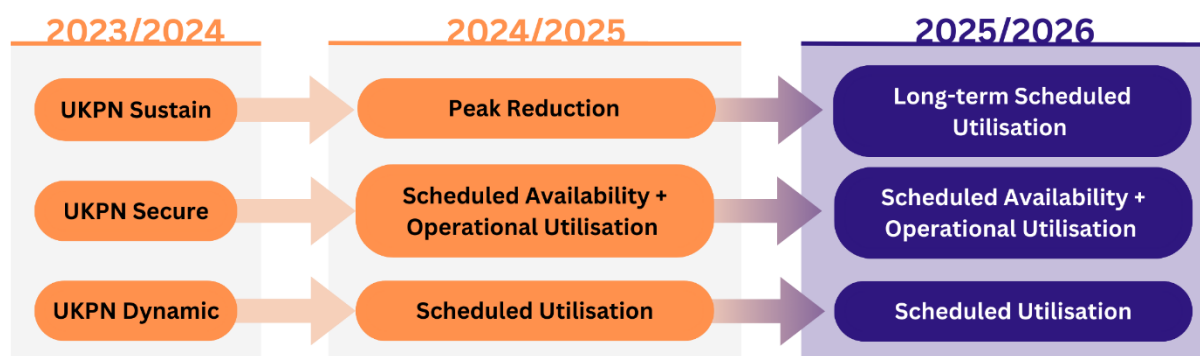 2023/2024
2024/2025
2025/2026
UKPN Sustain
Peak Reduction
Long-term Scheduled
Utilisation
UKPN Secure
Scheduled Availability +
Operational Utilisation
Scheduled Availability +
Operational Utilisation
UKPN Dynamic
Scheduled Utilisation
Scheduled Utilisation